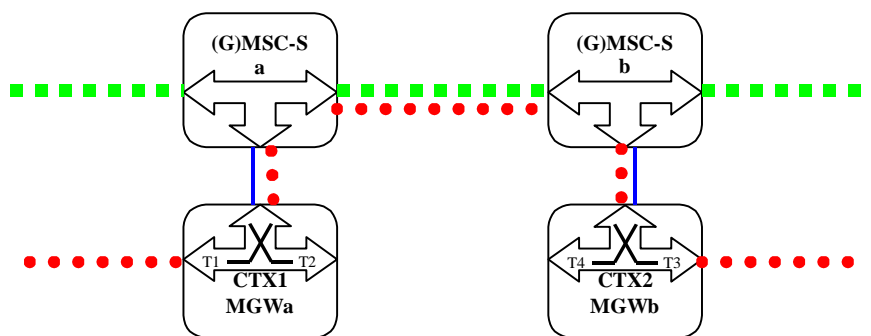 (G)MSC-S
a
(G)MSC-S
b
T1
T2
CTX1
MGWa
T4
T3
CTX2
MGWb